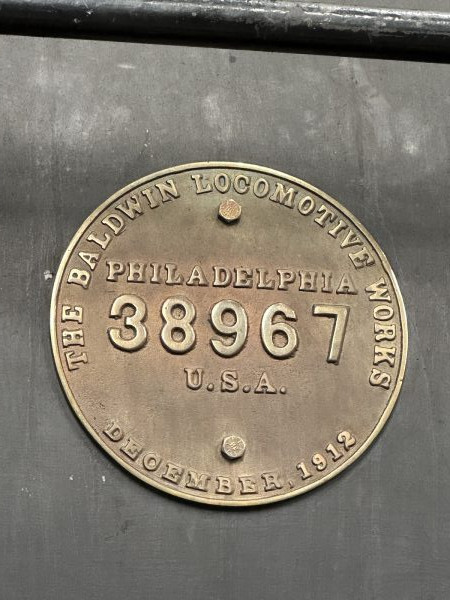 THE BALDWIN LOCOMOTIVE WORKS
PHILADELPHIA
38967
U.S.A.
DECEMBER, 1912